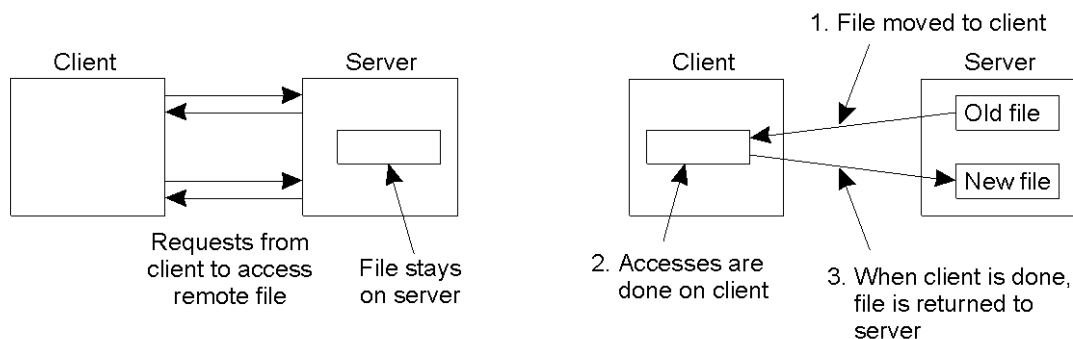 Client
Server
Requests from
client to access
remote file
File stays
on server
1. File moved to client
Client
Server
Old file
New file
2. Accesses are
done on client
3. When client is done,
file is returned to
server